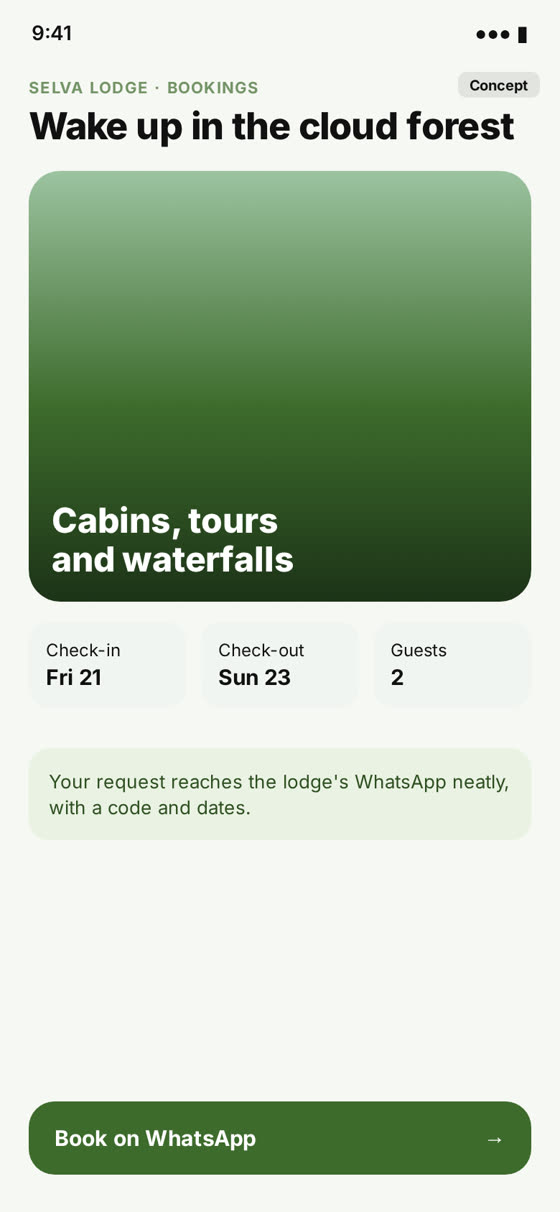 9:41
SELVA LODGE · BOOKINGS
Concept
Wake up in the cloud forest
Cabins, tours
and waterfalls
Check-in
Fri 21
Check-out
Sun 23
Guests
2
Your request reaches the lodge's WhatsApp neatly,
with a code and dates.
Book on WhatsApp →